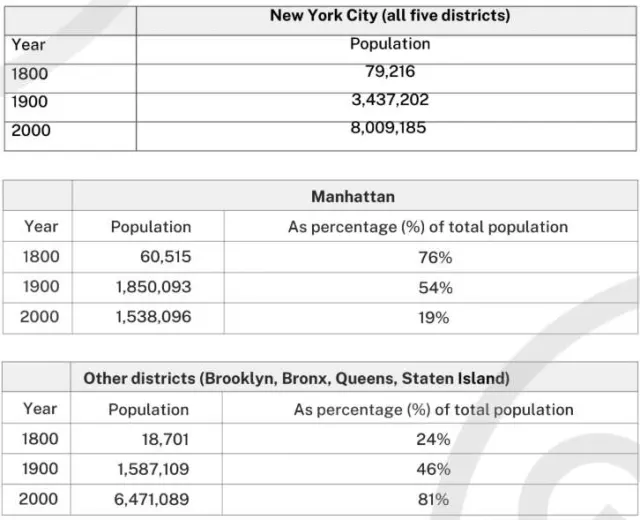 New York City (all five districts)
Year Population
1800 79,216
1900 3,437,202
2000 8,009,185
Manhattan
Year Population As percentage (%) of total population
1800 60,515 76%
1900 1,850,093 54%
2000 1,538,096 19%
Other districts (Brooklyn, Bronx, Queens, Staten Island)
Year Population As percentage (%) of total population
1800 18,701 24%
1900 1,587,109 46%
2000 6,471,089 81%